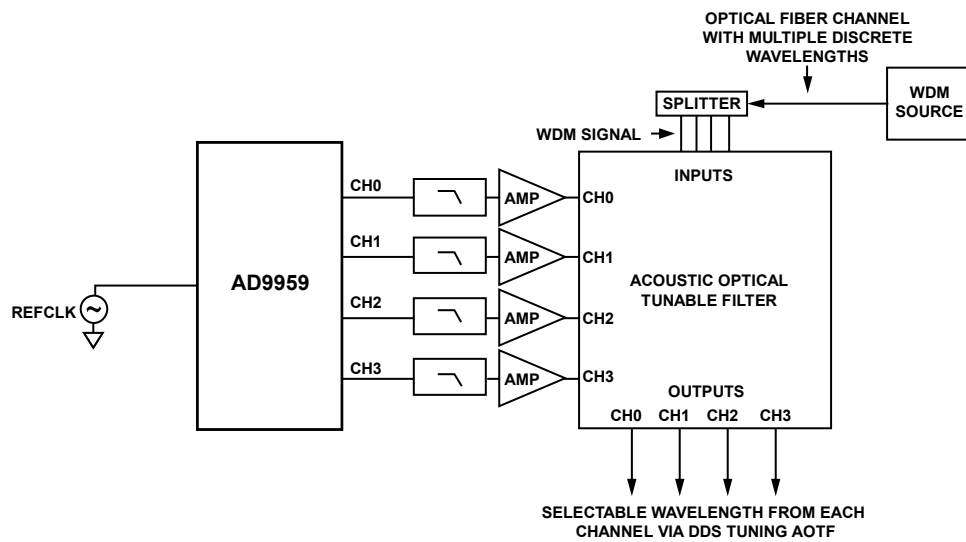 OPTICAL FIBER CHANNEL
WITH MULTIPLE DISCRETE
WAVELENGTHS
WDM
SOURCE
SPLITTER
WDM SIGNAL
INPUTS
CH0
AMP
CH0
CH1
AMP
CH1
AD9959
ACOUSTIC OPTICAL
TUNABLE FILTER
REFCLK
CH2
AMP
CH2
CH3
AMP
CH3
OUTPUTS
CH0 CH1 CH2 CH3
SELECTABLE WAVELENGTH FROM EACH
CHANNEL VIA DDS TUNING AOTF